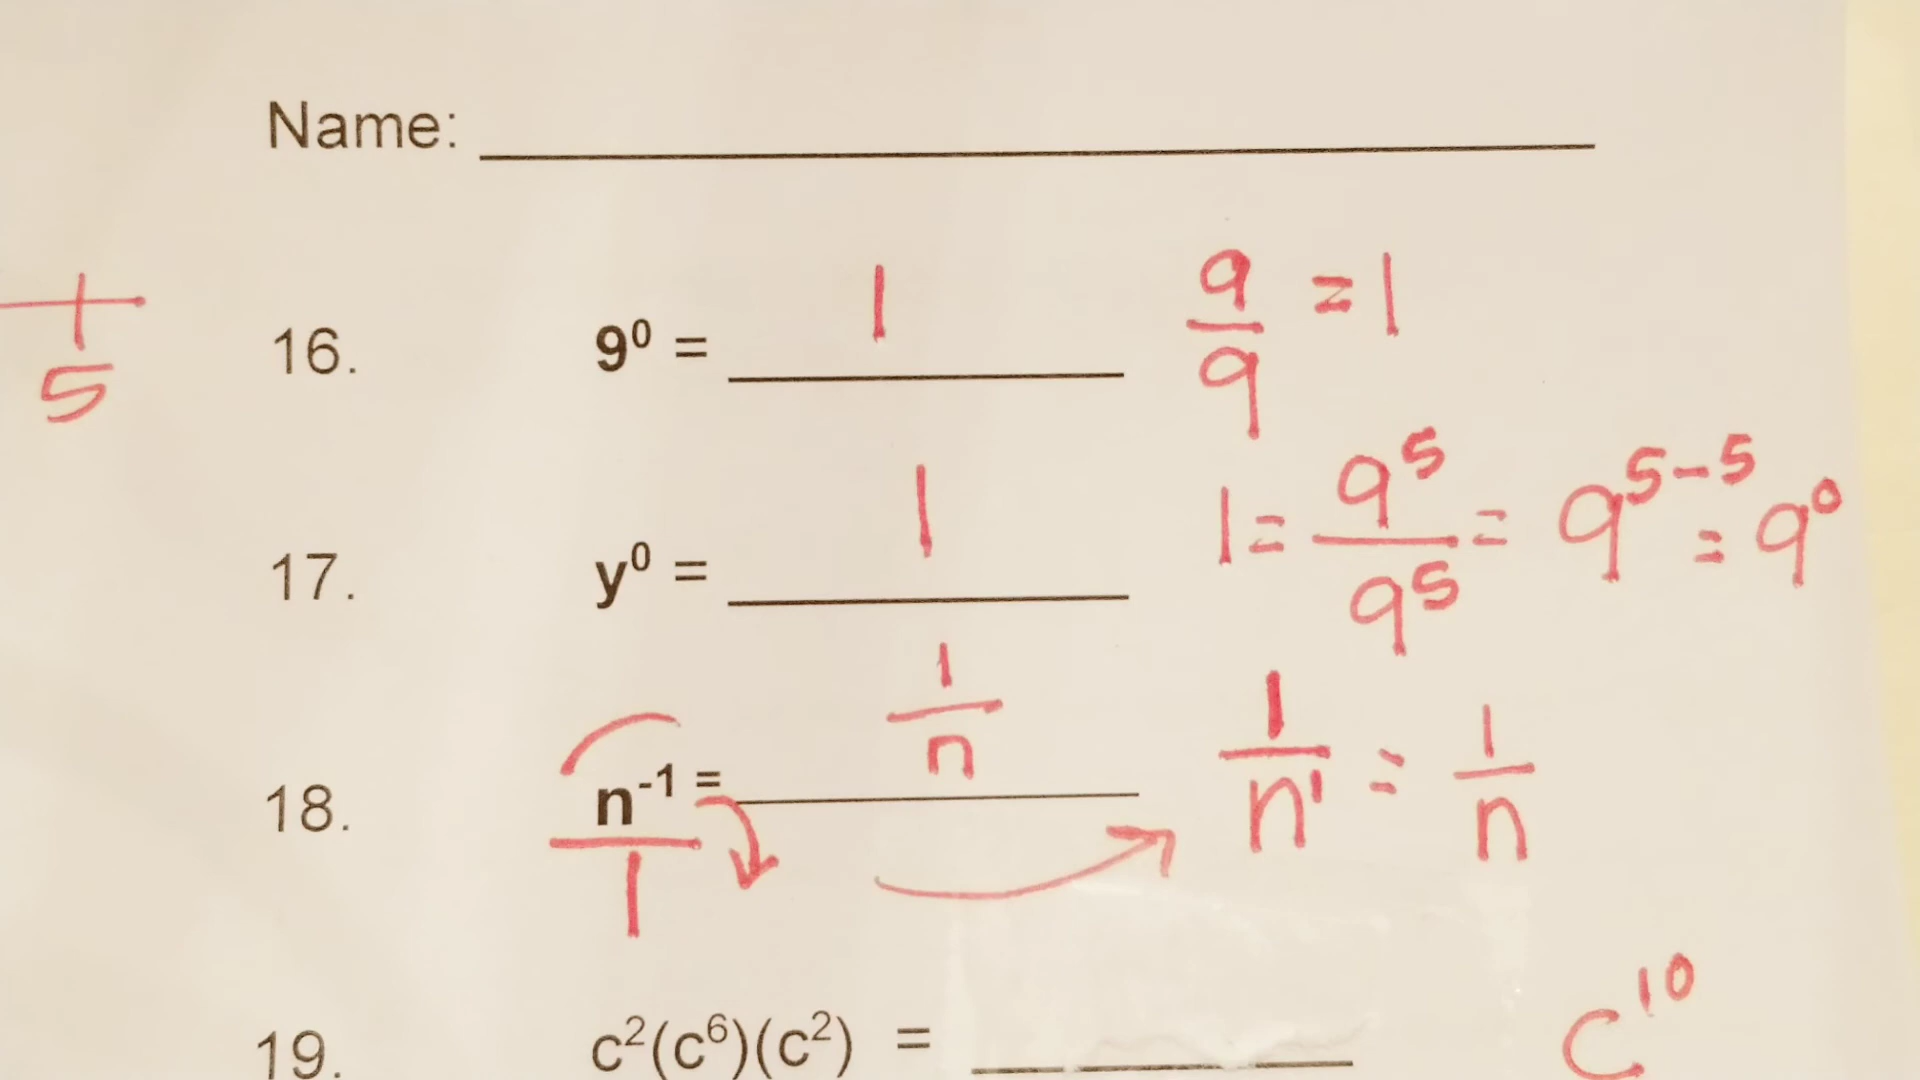 Name:
1
5
16. 9⁰ = 1
9/9 = 1
17. y⁰ = 1
1 = 9⁵/9⁵ = 9⁵⁻⁵ = 9⁰
18. n⁻¹ = 1/n
1
1/n¹ = 1/n
19. c²(c⁶)(c²) = c¹⁰